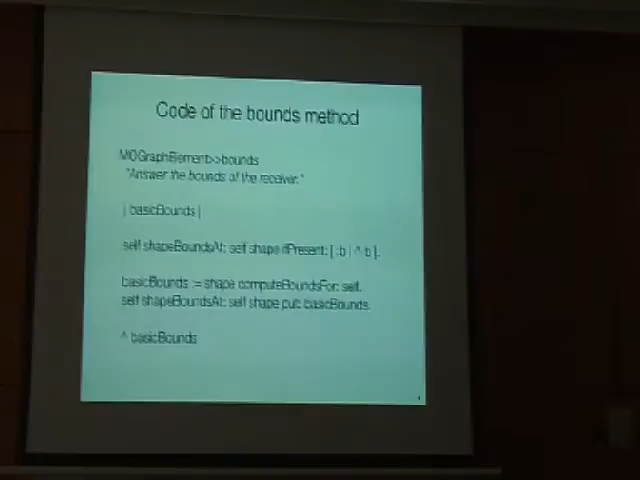 Code of the bounds method
MOGraphElement>>bounds
"Answer the bounds of the receiver."
| basicBounds |
self shapeBoundsAt: self shape ifPresent: [ :b | ^ b ].
basicBounds := shape computeBoundsFor: self.
self shapeBoundsAt: self shape put: basicBounds.
^ basicBounds